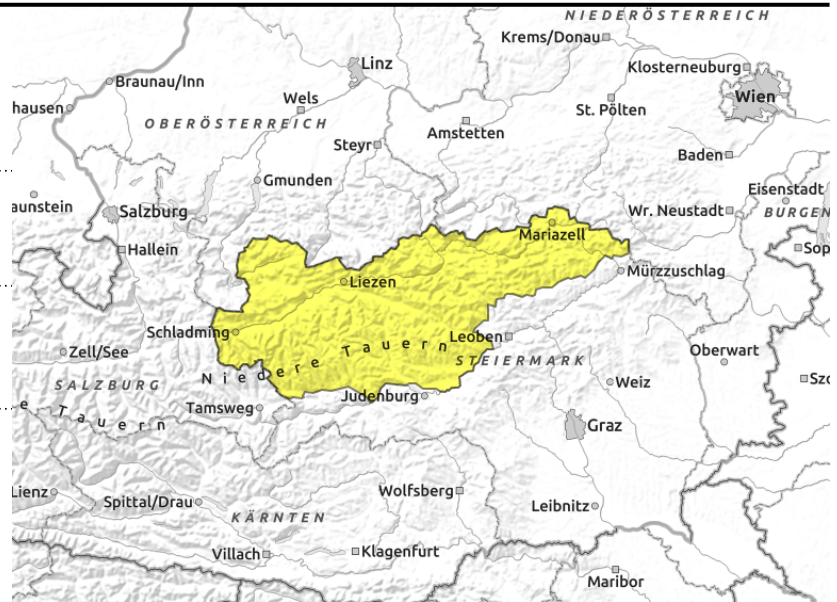 NIEDERÖSTERREICH
Krems/Donau
Linz
Klosterneuburg
Braunau/Inn
Wien
hausen
Wels
St. Pölten
OBERÖSTERREICH
Amstetten
Steyr
Baden
Gmunden
Eisenstadt
aunstein
Salzburg
Wr. Neustadt
BURGEN
Mariazell
Hallein
Sop
Mürzzuschlag
Liezen
Schladming
Leoben
Niedere Tauern
Zell/See
STEIERMARK
Oberwart
SALZBURG
Weiz
Szo
Judenburg
Tamsweg
e Tauern
Graz
Lienz
Wolfsberg
Spittal/Drau
Leibnitz
KÄRNTEN
Villach
Klagenfurt
Maribor